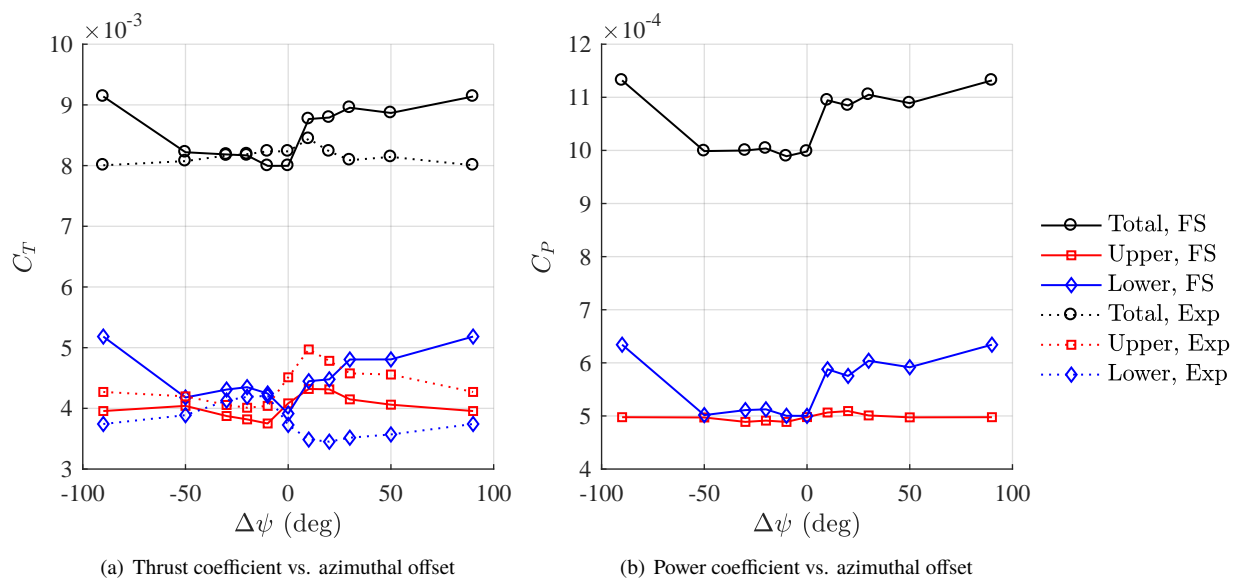 ×10⁻³
10
9
8
7
6
5
4
3
C_T
-100 -50 0 50 100
Δψ (deg)
(a) Thrust coefficient vs. azimuthal offset
×10⁻⁴
12
11
10
9
8
7
6
5
4
C_P
-100 -50 0 50 100
Δψ (deg)
(b) Power coefficient vs. azimuthal offset
Total, FS
Upper, FS
Lower, FS
Total, Exp
Upper, Exp
Lower, Exp